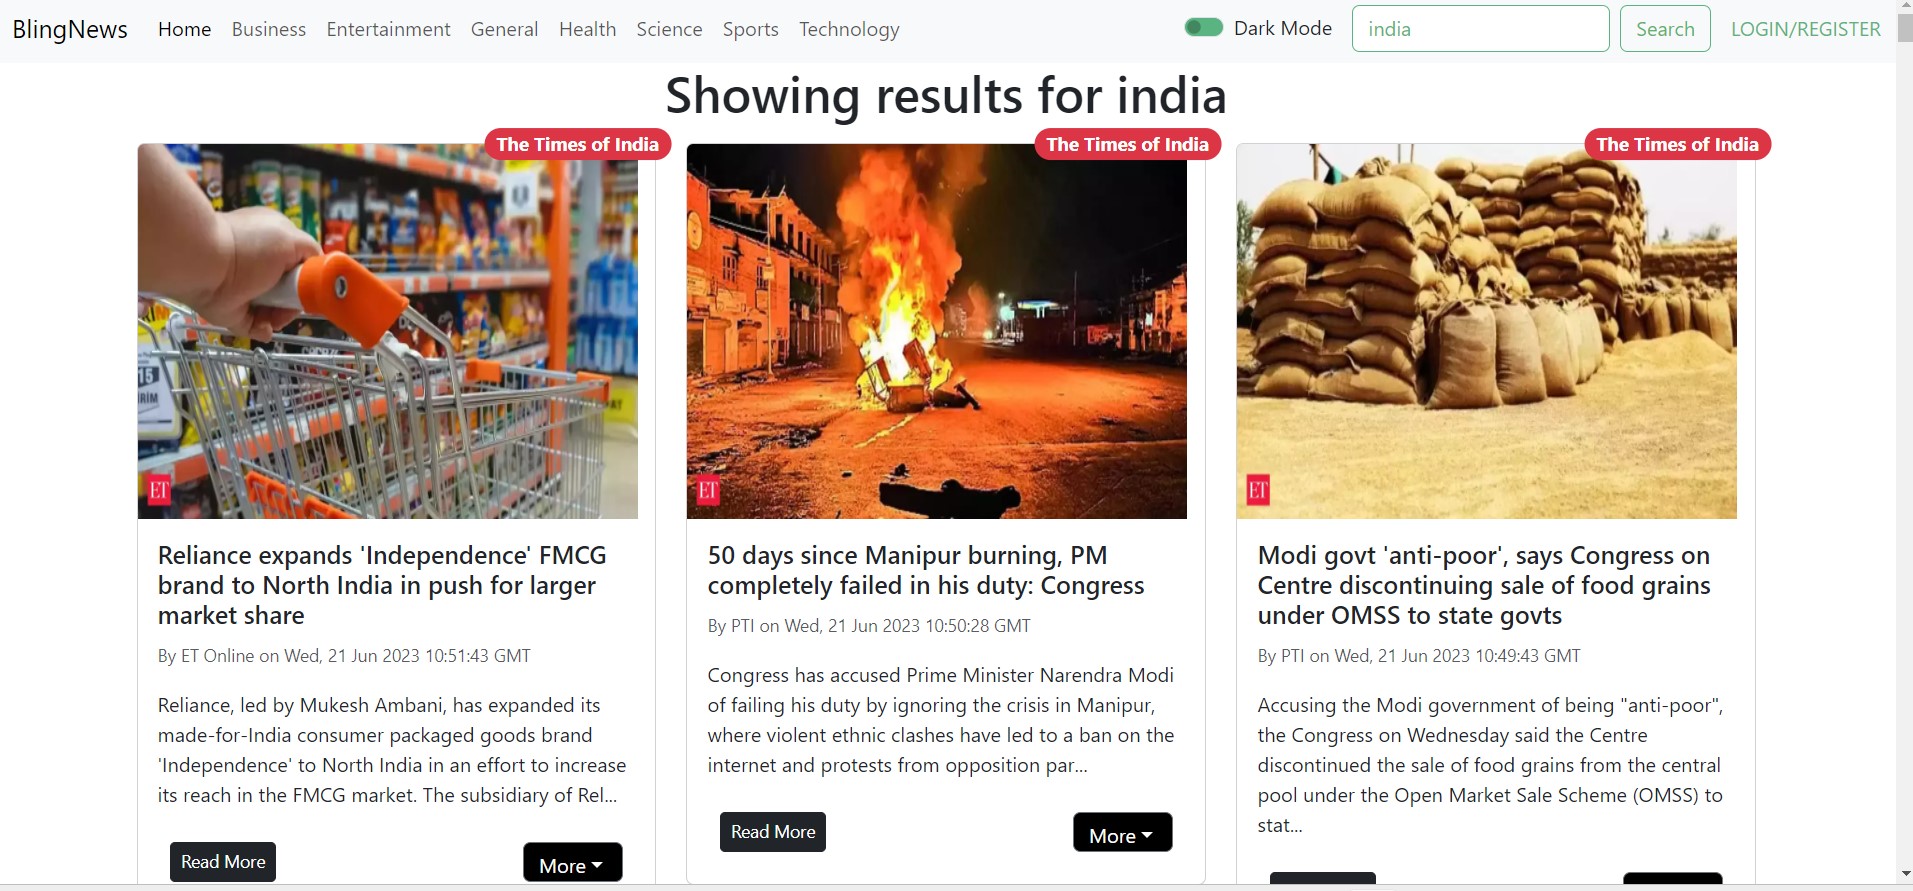 BlingNews Home Business Entertainment General Health Science Sports Technology Dark Mode india Search LOGIN/REGISTER
Showing results for india
The Times of India
ET
Reliance expands 'Independence' FMCG
brand to North India in push for larger
market share
By ET Online on Wed, 21 Jun 2023 10:51:43 GMT
Reliance, led by Mukesh Ambani, has expanded its
made-for-India consumer packaged goods brand
'Independence' to North India in an effort to increase
its reach in the FMCG market. The subsidiary of Rel...
Read More
More
The Times of India
ET
50 days since Manipur burning, PM
completely failed in his duty: Congress
By PTI on Wed, 21 Jun 2023 10:50:28 GMT
Congress has accused Prime Minister Narendra Modi
of failing his duty by ignoring the crisis in Manipur,
where violent ethnic clashes have led to a ban on the
internet and protests from opposition par...
Read More
More
The Times of India
ET
Modi govt 'anti-poor', says Congress on
Centre discontinuing sale of food grains
under OMSS to state govts
By PTI on Wed, 21 Jun 2023 10:49:43 GMT
Accusing the Modi government of being "anti-poor",
the Congress on Wednesday said the Centre
discontinued the sale of food grains from the central
pool under the Open Market Sale Scheme (OMSS) to
stat...